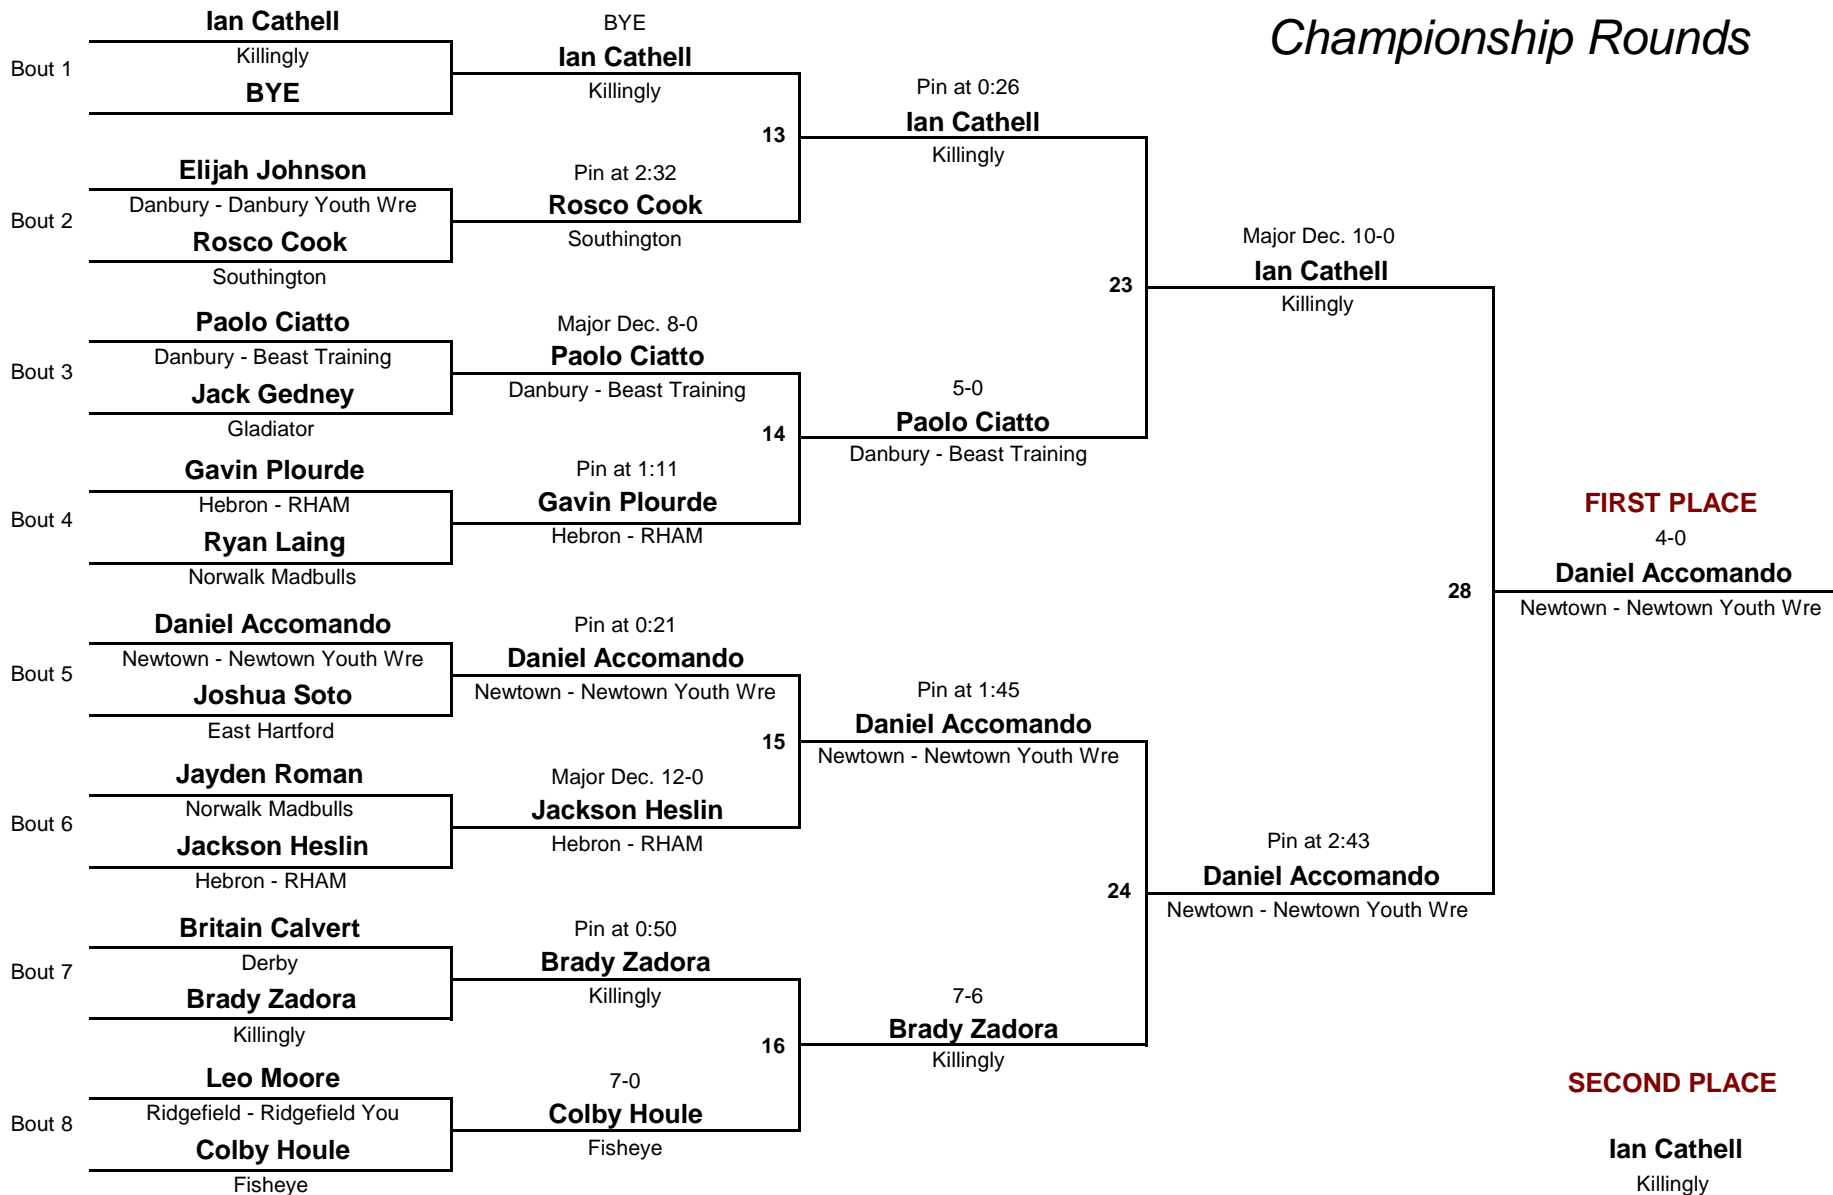 Championship Rounds
Bout 1
Ian Cathell
Killingly
BYE
Bout 2
Elijah Johnson
Danbury - Danbury Youth Wre
Rosco Cook
Southington
Bout 3
Paolo Ciatto
Danbury - Beast Training
Jack Gedney
Gladiator
Bout 4
Gavin Plourde
Hebron - RHAM
Ryan Laing
Norwalk Madbulls
Bout 5
Daniel Accomando
Newtown - Newtown Youth Wre
Joshua Soto
East Hartford
Bout 6
Jayden Roman
Norwalk Madbulls
Jackson Heslin
Hebron - RHAM
Bout 7
Britain Calvert
Derby
Brady Zadora
Killingly
Bout 8
Leo Moore
Ridgefield - Ridgefield You
Colby Houle
Fisheye
BYE
Ian Cathell
Killingly
13
Pin at 2:32
Rosco Cook
Southington
Major Dec. 8-0
Paolo Ciatto
Danbury - Beast Training
14
Pin at 1:11
Gavin Plourde
Hebron - RHAM
Pin at 0:21
Daniel Accomando
Newtown - Newtown Youth Wre
15
Major Dec. 12-0
Jackson Heslin
Hebron - RHAM
Pin at 0:50
Brady Zadora
Killingly
16
7-0
Colby Houle
Fisheye
Pin at 0:26
Ian Cathell
Killingly
23
5-0
Paolo Ciatto
Danbury - Beast Training
Pin at 1:45
Daniel Accomando
Newtown - Newtown Youth Wre
24
7-6
Brady Zadora
Killingly
Major Dec. 10-0
Ian Cathell
Killingly
28
Pin at 2:43
Daniel Accomando
Newtown - Newtown Youth Wre
FIRST PLACE
4-0
Daniel Accomando
Newtown - Newtown Youth Wre
SECOND PLACE
Ian Cathell
Killingly